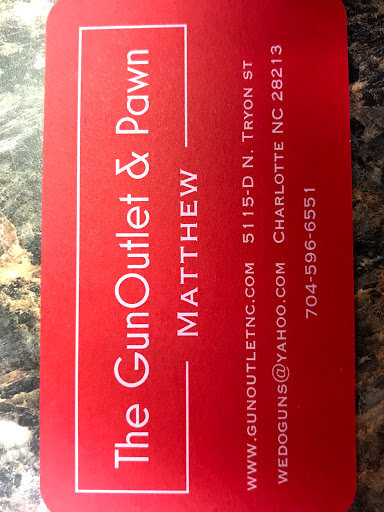 The GunOutlet & Pawn
MATTHEW
WWW.GUNOUTLETNC.COM 5115-D N. TRYON ST
WEDOGUNS@YAHOO.COM CHARLOTTE NC 28213
704-596-6551